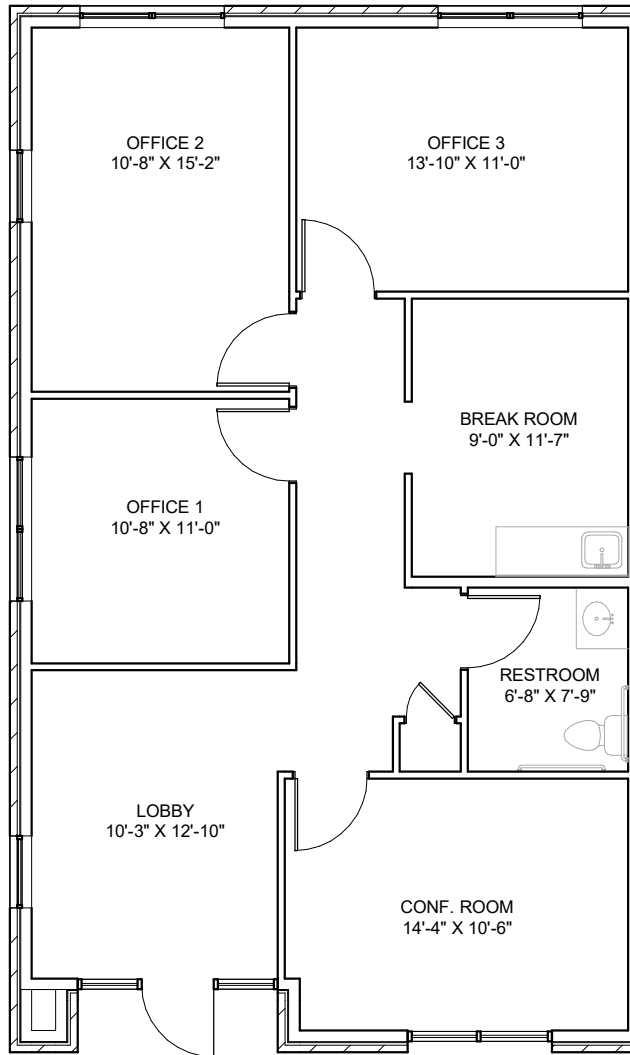 OFFICE 2
10'-8" X 15'-2"
OFFICE 3
13'-10" X 11'-0"
BREAK ROOM
9'-0" X 11'-7"
OFFICE 1
10'-8" X 11'-0"
RESTROOM
6'-8" X 7'-9"
LOBBY
10'-3" X 12'-10"
CONF. ROOM
14'-4" X 10'-6"